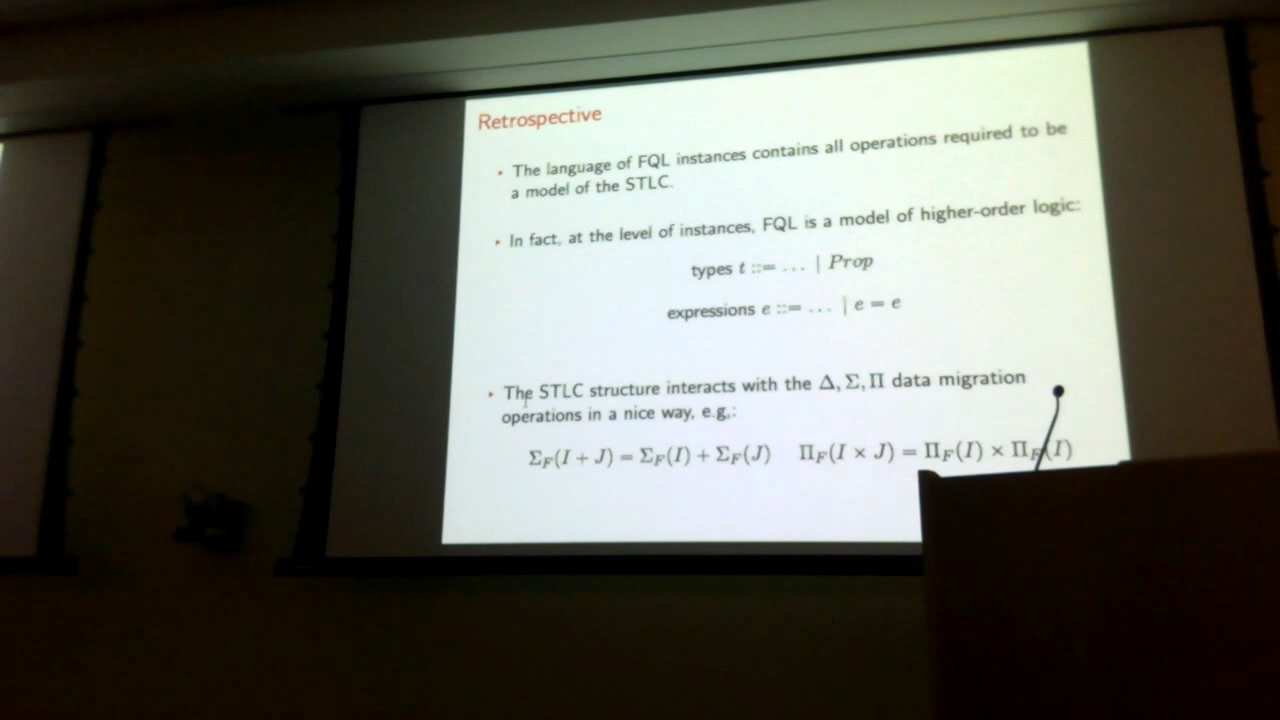 Retrospective
• The language of FQL instances contains all operations required to be
a model of the STLC.
• In fact, at the level of instances, FQL is a model of higher-order logic:
types t ::= ... | Prop
expressions e ::= ... | e = e
• The STLC structure interacts with the Δ, Σ, Π data migration
operations in a nice way, e.g,:
Σ_F(I + J) = Σ_F(I) + Σ_F(J) Π_F(I × J) = Π_F(I) × Π_F(I)